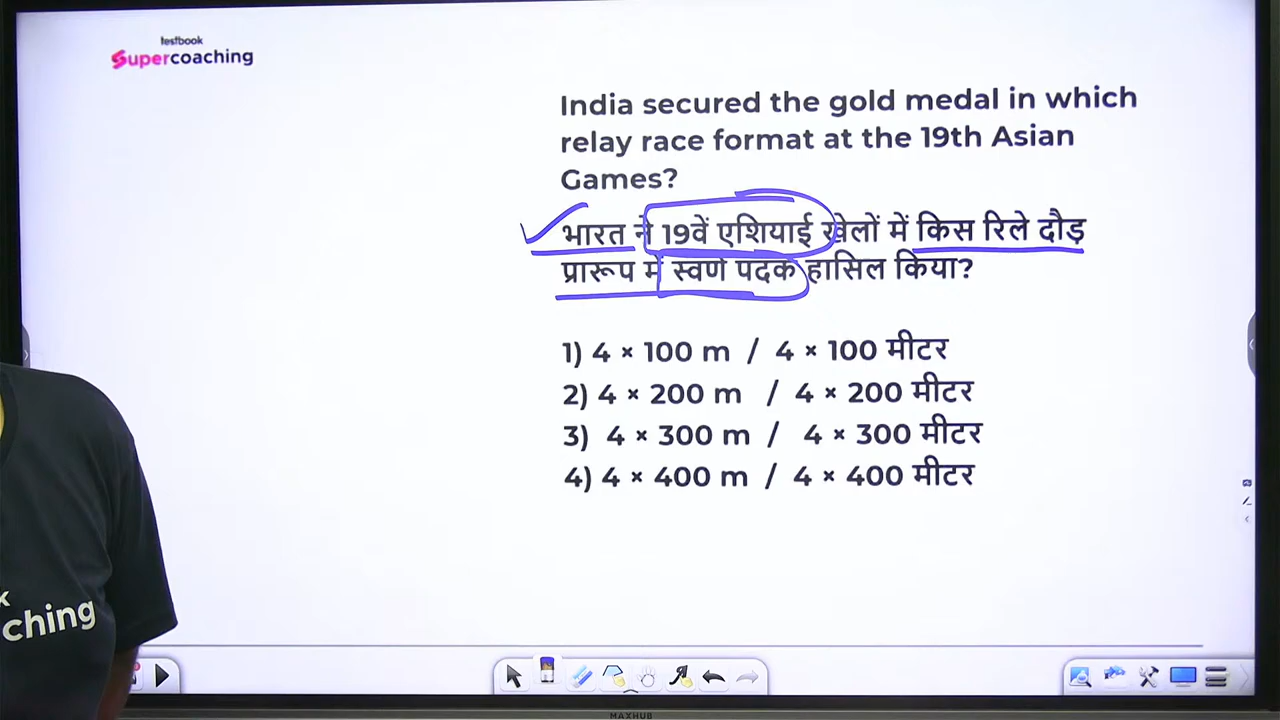 testbook
Supercoaching
India secured the gold medal in which
relay race format at the 19th Asian
Games?
भारत ने 19वें एशियाई खेलों में किस रिले दौड़
प्रारूप में स्वर्ण पदक हासिल किया?
1) 4 × 100 m / 4 × 100 मीटर
2) 4 × 200 m / 4 × 200 मीटर
3) 4 × 300 m / 4 × 300 मीटर
4) 4 × 400 m / 4 × 400 मीटर
k
ching
MAXHUB